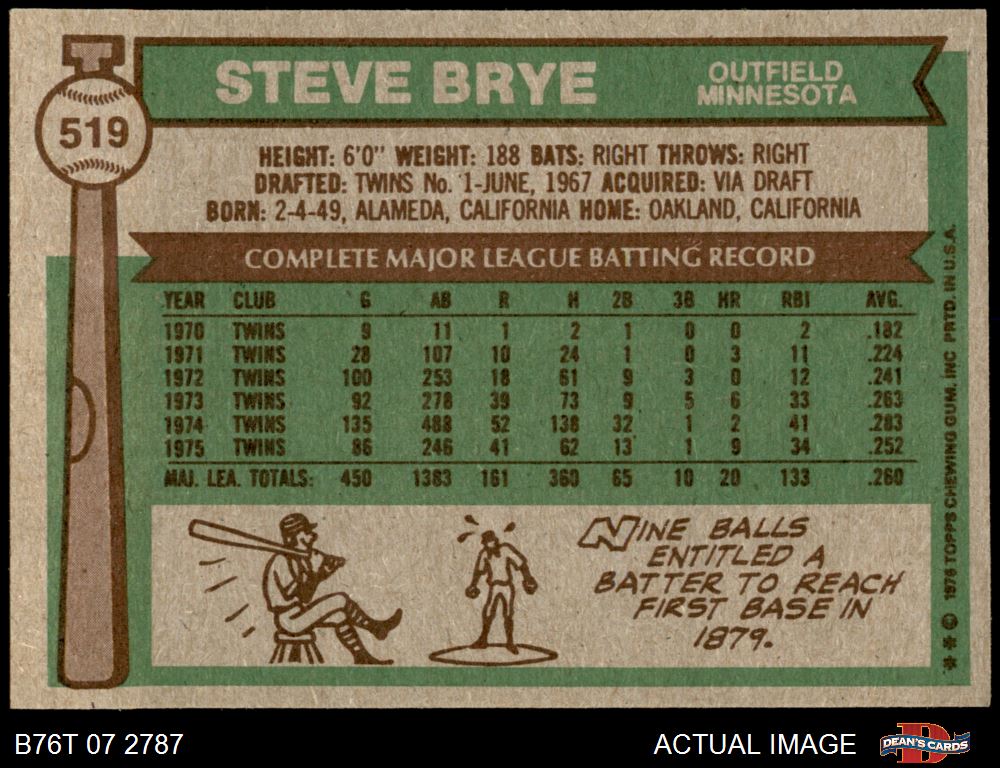 519
STEVE BRYE
OUTFIELD
MINNESOTA
HEIGHT: 6'0" WEIGHT: 188 BATS: RIGHT THROWS: RIGHT
DRAFTED: TWINS No. 1-JUNE, 1967 ACQUIRED: VIA DRAFT
BORN: 2-4-49, ALAMEDA, CALIFORNIA HOME: OAKLAND, CALIFORNIA
COMPLETE MAJOR LEAGUE BATTING RECORD
YEAR CLUB G AB R H 2B 3B HR RBI AVG.
1970 TWINS 9 11 1 2 1 0 0 2 .182
1971 TWINS 28 107 10 24 1 0 3 11 .224
1972 TWINS 100 253 18 61 9 3 0 12 .241
1973 TWINS 92 278 39 73 9 5 6 33 .263
1974 TWINS 135 488 52 138 32 1 2 41 .283
1975 TWINS 86 246 41 62 13 1 9 34 .252
MAJ. LEA. TOTALS: 450 1383 161 360 65 10 20 133 .260
NINE BALLS
ENTITLED A
BATTER TO REACH
FIRST BASE IN
1879.
** © 1976 TOPPS CHEWING GUM, INC PRTD. IN U.S.A.
B76T 07 2787
ACTUAL IMAGE
DEAN'S CARDS